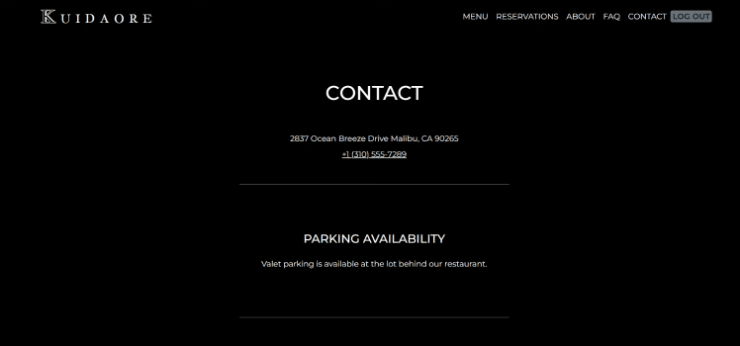 KUIDAORE
MENU RESERVATIONS ABOUT FAQ CONTACT LOG OUT
CONTACT
2837 Ocean Breeze Drive Malibu, CA 90265
+1 (310) 555-7289
PARKING AVAILABILITY
Valet parking is available at the lot behind our restaurant.